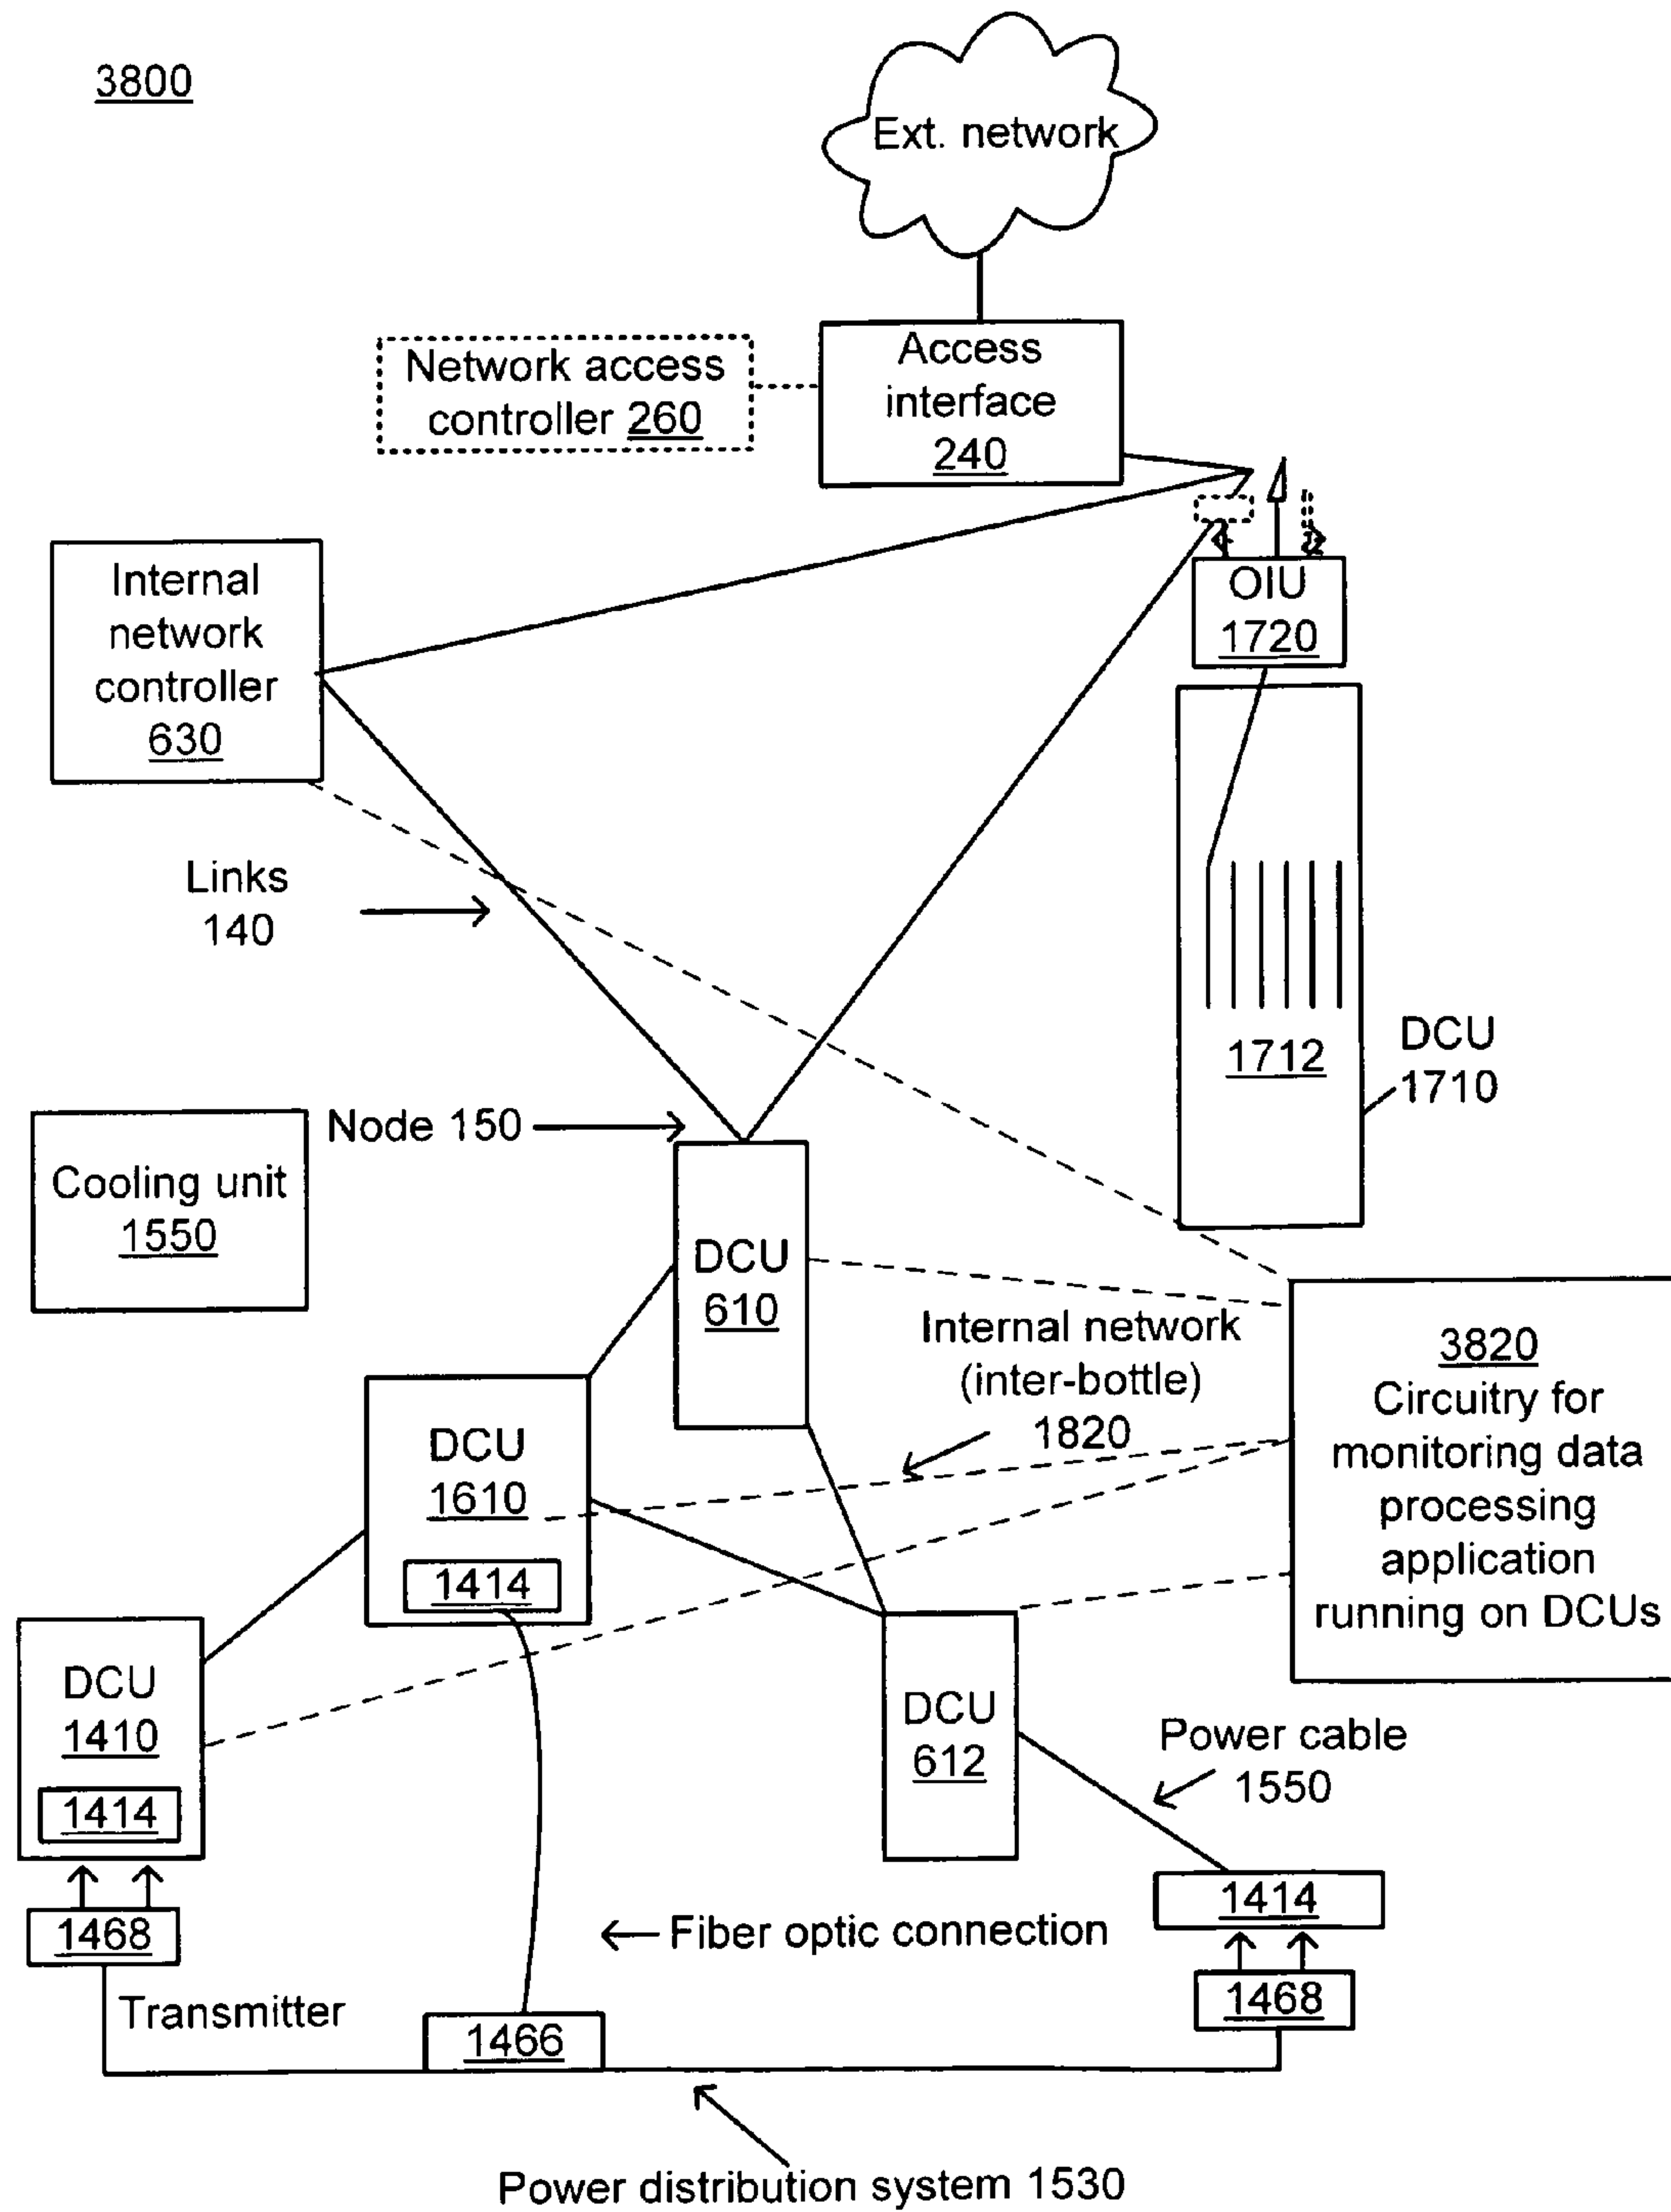 3800
Ext. network
Network access
controller 260
Access
interface
240
Internal
network
controller
630
OIU
1720
Links
140
1712
DCU
1710
Node 150
Cooling unit
1550
DCU
610
Internal network
(inter-bottle)
1820
3820
Circuitry for
monitoring data
processing
application
running on DCUs
DCU
1610
1414
DCU
1410
1414
DCU
612
Power cable
1550
1414
1468
Fiber optic connection
1468
Transmitter
1466
Power distribution system 1530